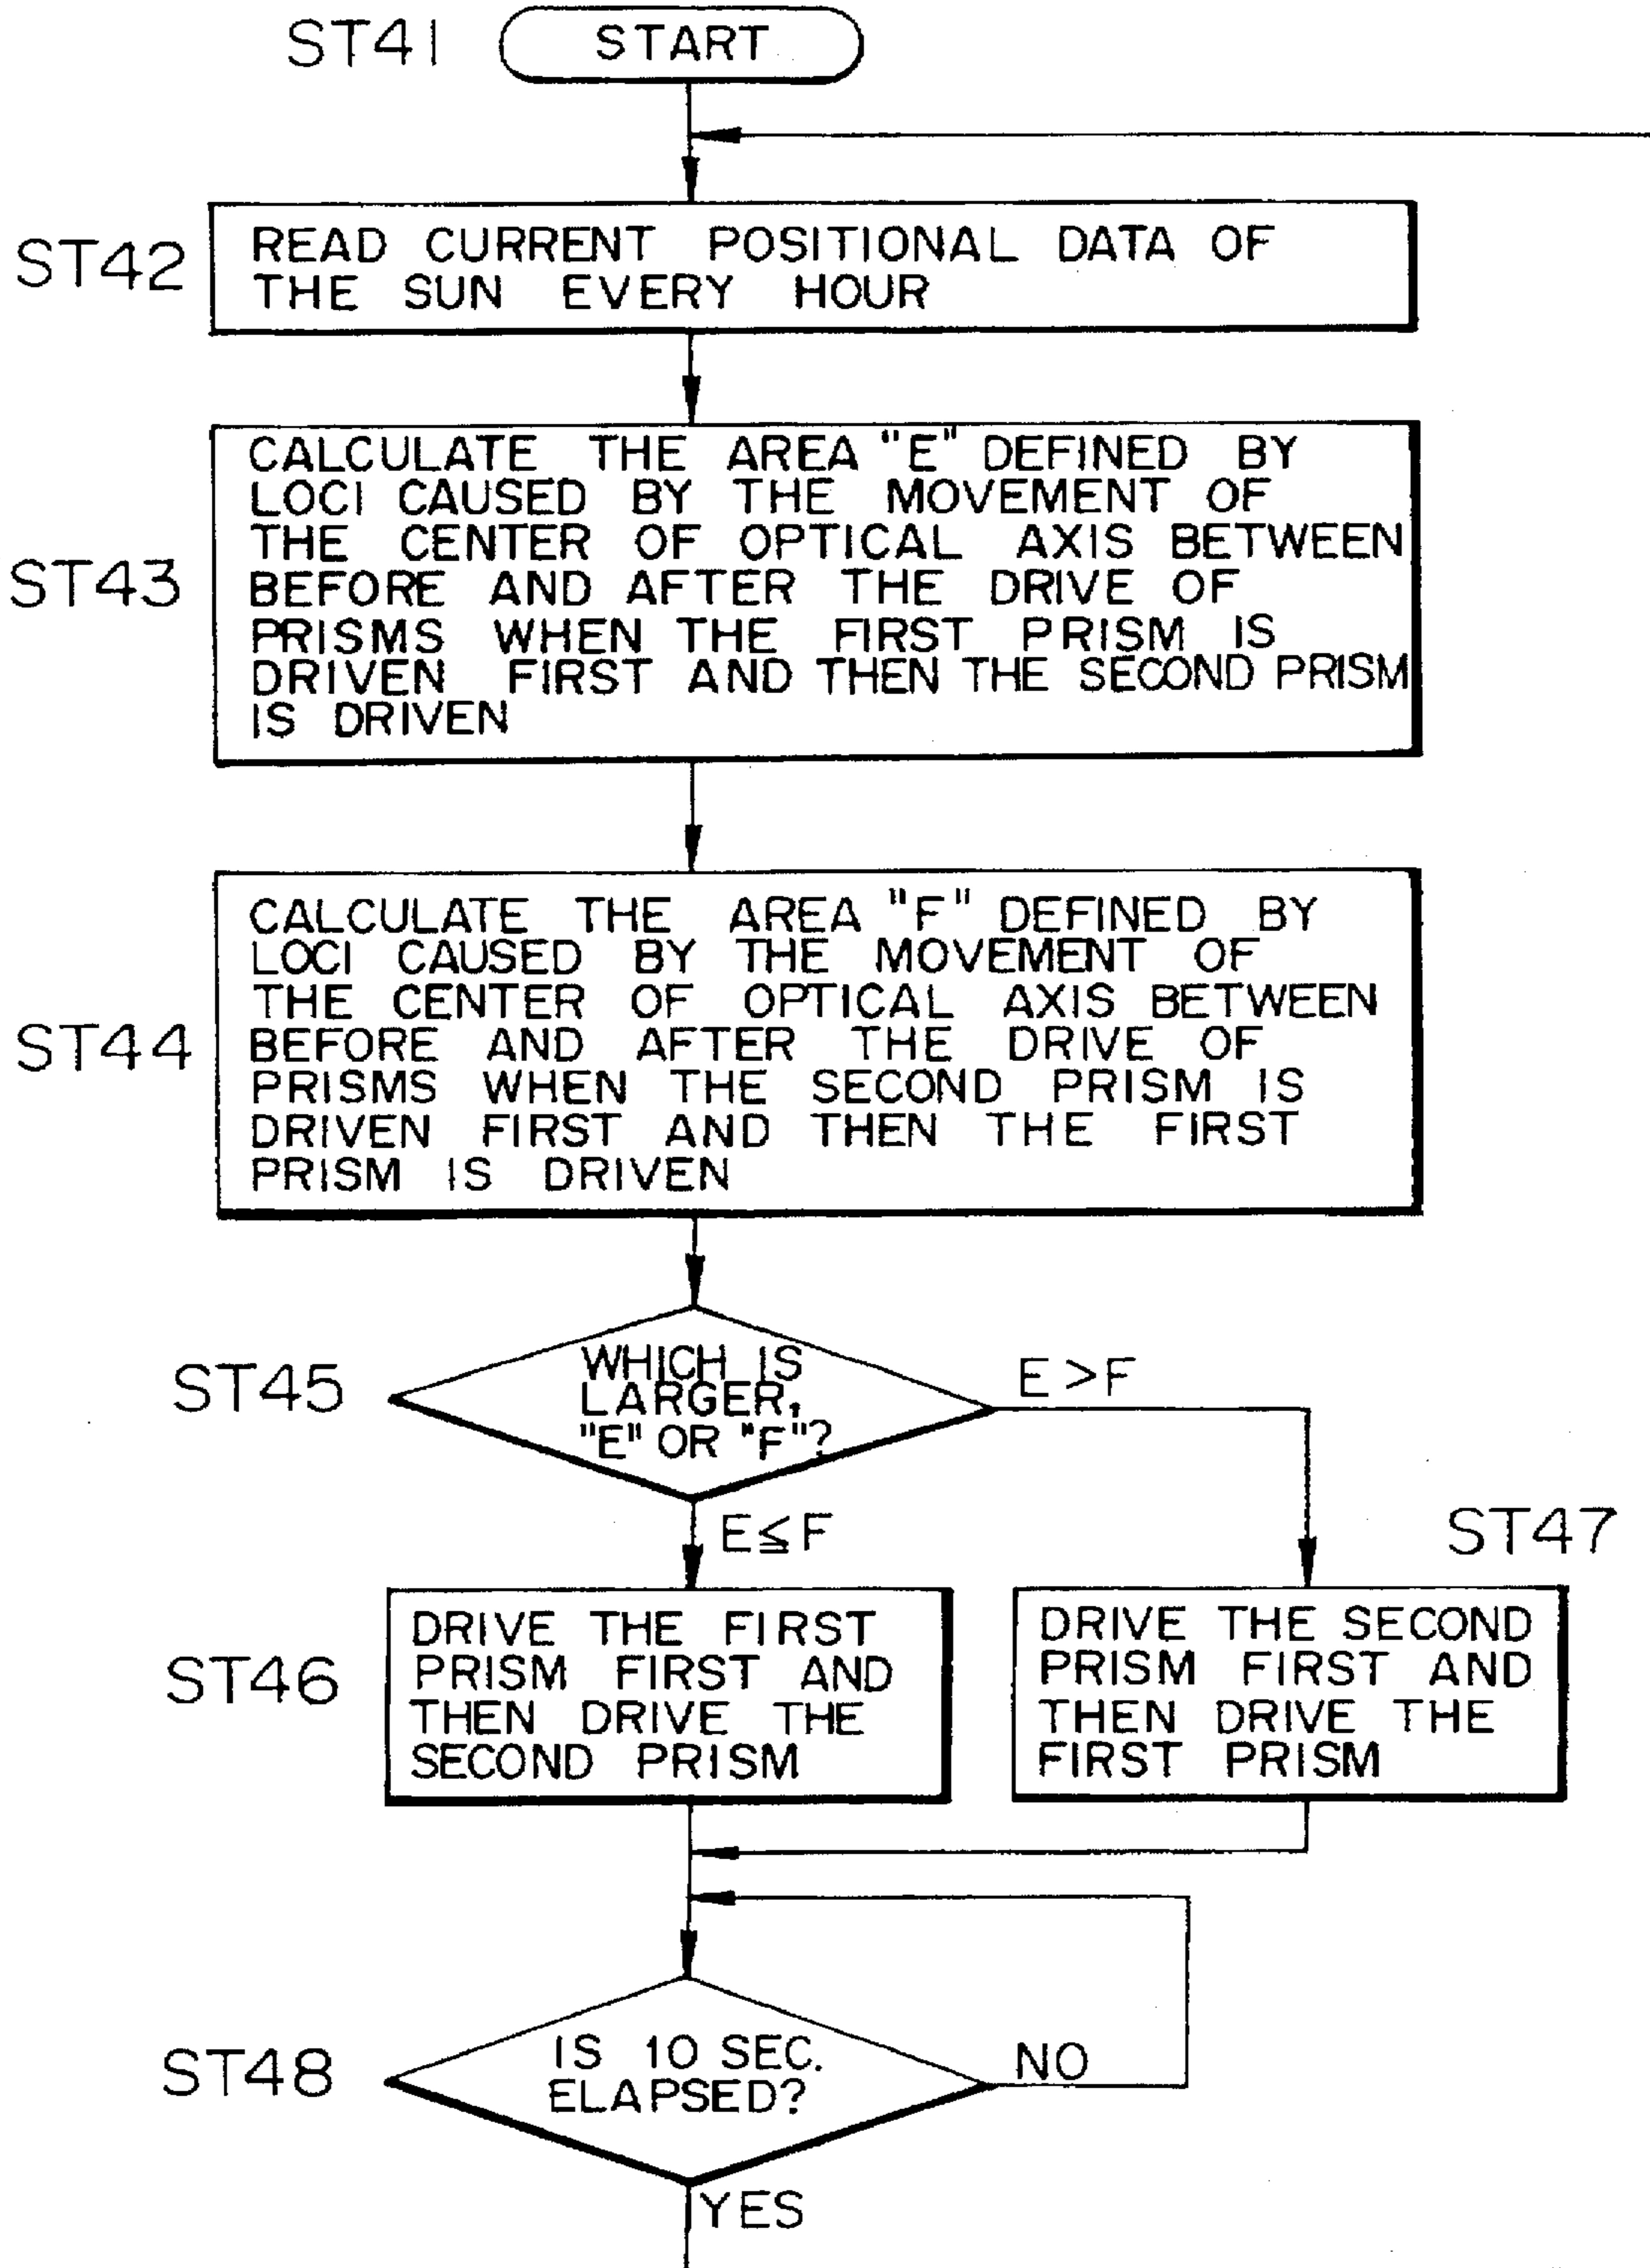 ST41
START
ST42
READ CURRENT POSITIONAL DATA OF
THE SUN EVERY HOUR
ST43
CALCULATE THE AREA "E" DEFINED BY
LOCI CAUSED BY THE MOVEMENT OF
THE CENTER OF OPTICAL AXIS BETWEEN
BEFORE AND AFTER THE DRIVE OF
PRISMS WHEN THE FIRST PRISM IS
DRIVEN FIRST AND THEN THE SECOND PRISM
IS DRIVEN
ST44
CALCULATE THE AREA "F" DEFINED BY
LOCI CAUSED BY THE MOVEMENT OF
THE CENTER OF OPTICAL AXIS BETWEEN
BEFORE AND AFTER THE DRIVE OF
PRISMS WHEN THE SECOND PRISM IS
DRIVEN FIRST AND THEN THE FIRST
PRISM IS DRIVEN
ST45
WHICH IS
LARGER,
"E" OR "F"?
E >F
E≦F
ST46
DRIVE THE FIRST
PRISM FIRST AND
THEN DRIVE THE
SECOND PRISM
ST47
DRIVE THE SECOND
PRISM FIRST AND
THEN DRIVE THE
FIRST PRISM
ST48
IS 10 SEC.
ELAPSED?
NO
YES